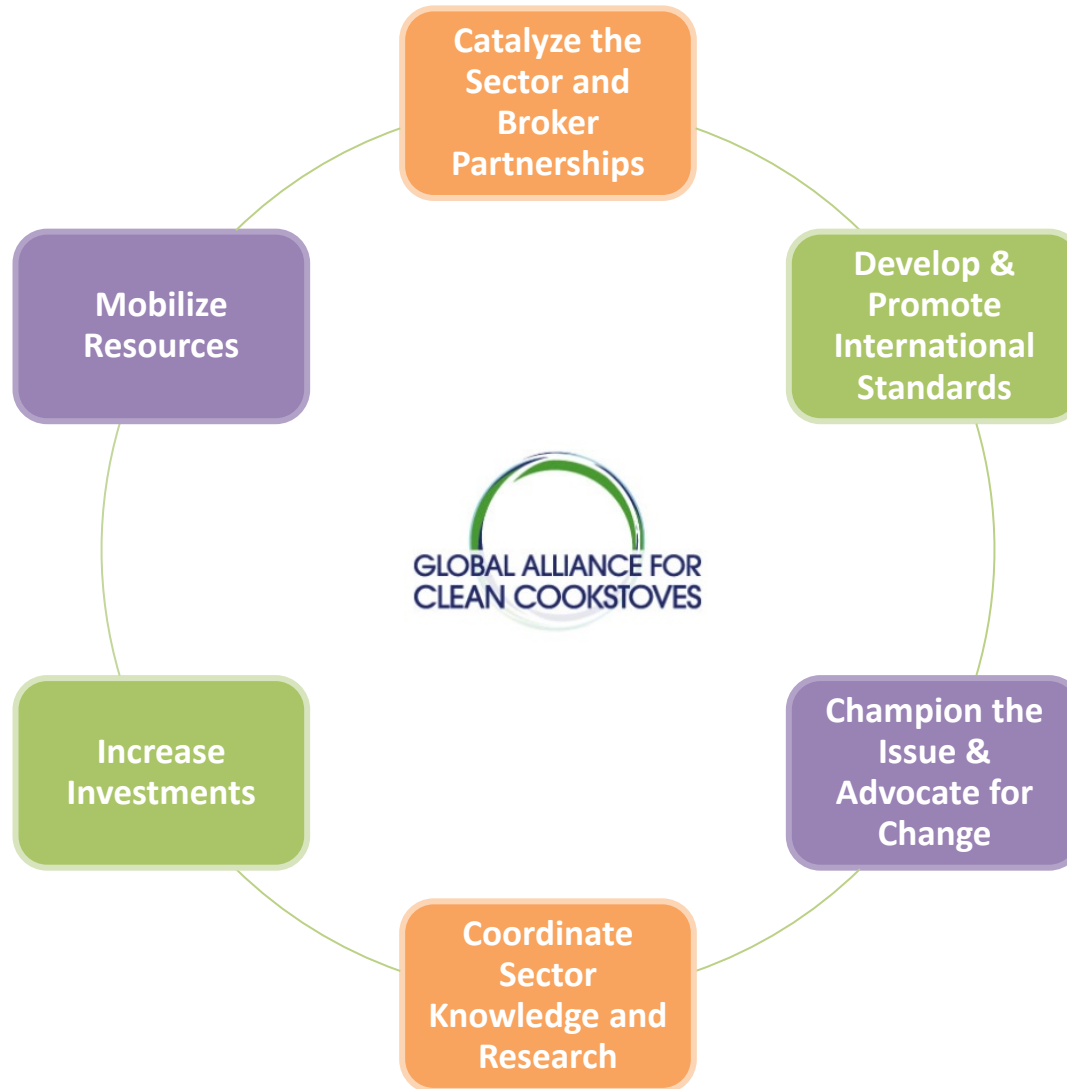 Catalyze the
Sector and
Broker
Partnerships
Develop &
Promote
International
Standards
Champion the
Issue &
Advocate for
Change
Coordinate
Sector
Knowledge and
Research
Increase
Investments
Mobilize
Resources
GLOBAL ALLIANCE FOR
CLEAN COOKSTOVES